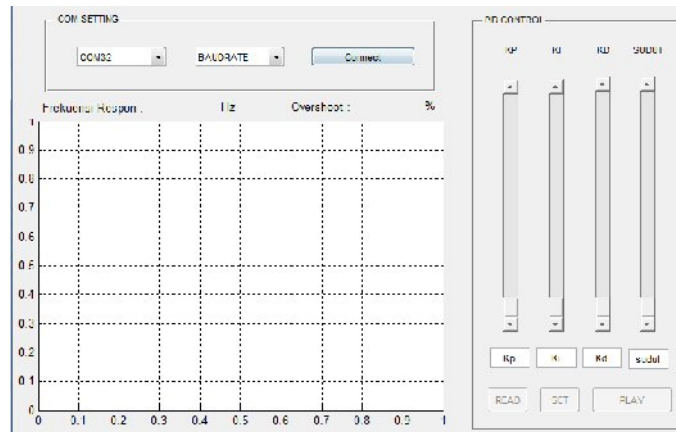 COM SETTING
COM32 BAUDRATE Connect
Frekuensi Respon : Hz Overshoot : %
1
0.9
0.8
0.7
0.6
0.5
0.4
0.3
0.2
0.1
0
0 0.1 0.2 0.3 0.4 0.5 0.6 0.7 0.8 0.9 1
PID CONTROL
KP KI KD SUDUT
Kp Ki Kd sudut
READ SET PLAY